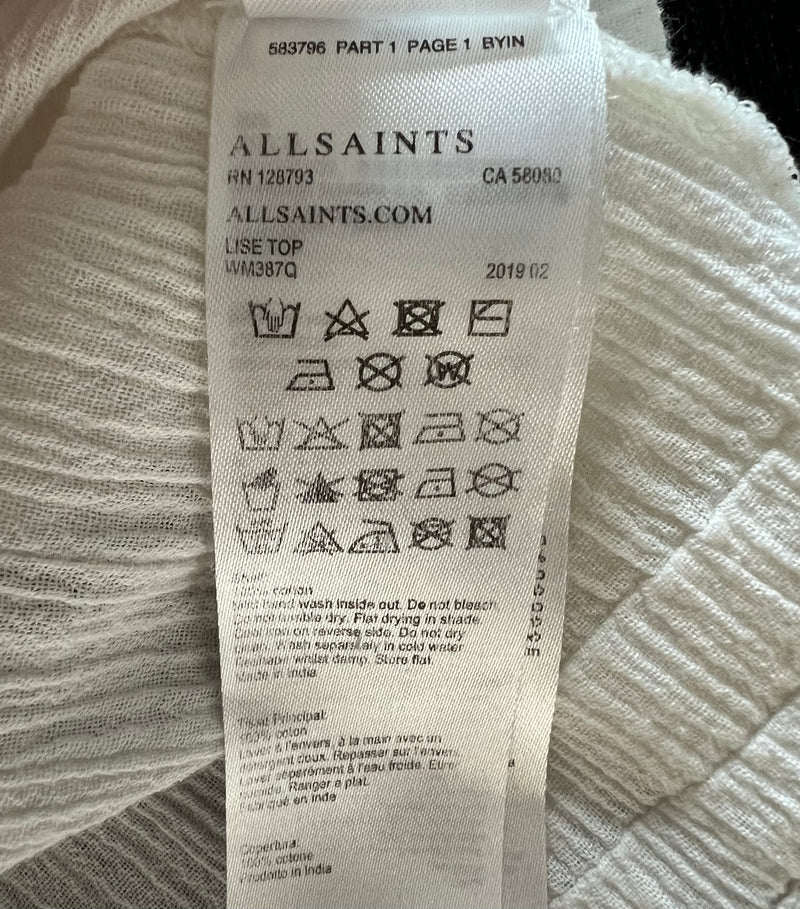 583796 PART 1 PAGE 1 BYIN
ALLSAINTS
RN 128793 CA 58080
ALLSAINTS.COM
LISE TOP
WM387Q 2019 02
Shell:
100% cotton
Mild hand wash inside out. Do not bleach
Do not tumble dry. Flat drying in shade
Cool iron on reverse side. Do not dry
clean. Wash separately in cold water
Reshape whilst damp. Store flat
Made in India
Tissu Principal:
100% coton
Laver à l'envers, à la main avec un
détergent doux. Repasser sur l'envers.
Laver séparément à l'eau froide.
humide. Ranger à plat.
Fabriqué en Inde
Copertura:
100% cotone
Prodotto in India